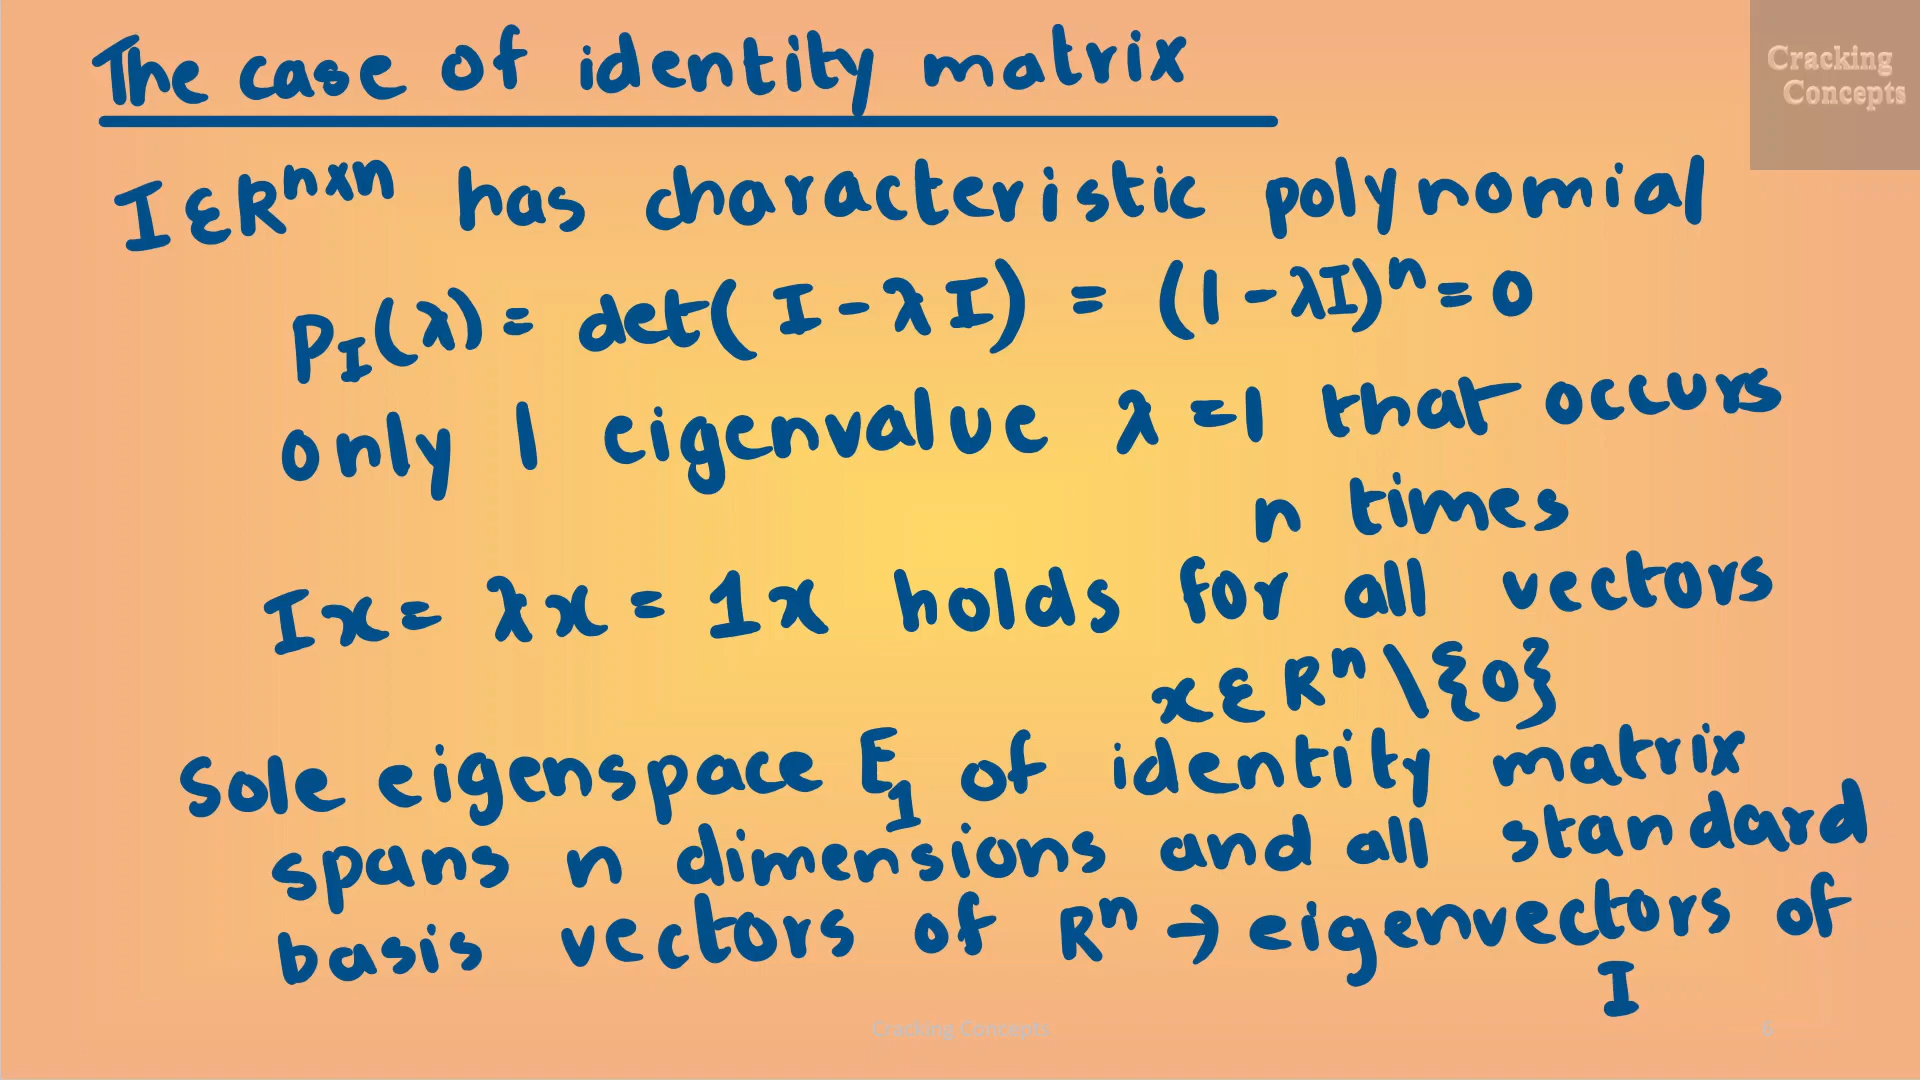 The case of identity matrix
Cracking
Concepts
I ∈ R^{n×n} has characteristic polynomial
P_I(λ) = det(I - λI) = (1 - λI)^n = 0
only 1 eigenvalue λ = 1 that occurs
n times
Ix = λx = 1x holds for all vectors
x ∈ R^n \ {0}
Sole eigenspace E_1 of identity matrix
spans n dimensions and all standard
basis vectors of R^n → eigenvectors of
I
Cracking Concepts
6